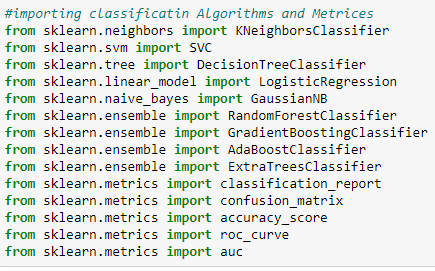 #importing classificatin Algorithms and Metrices
from sklearn.neighbors import KNeighborsClassifier
from sklearn.svm import SVC
from sklearn.tree import DecisionTreeClassifier
from sklearn.linear_model import LogisticRegression
from sklearn.naive_bayes import GaussianNB
from sklearn.ensemble import RandomForestClassifier
from sklearn.ensemble import GradientBoostingClassifier
from sklearn.ensemble import AdaBoostClassifier
from sklearn.ensemble import ExtraTreesClassifier
from sklearn.metrics import classification_report
from sklearn.metrics import confusion_matrix
from sklearn.metrics import accuracy_score
from sklearn.metrics import roc_curve
from sklearn.metrics import auc